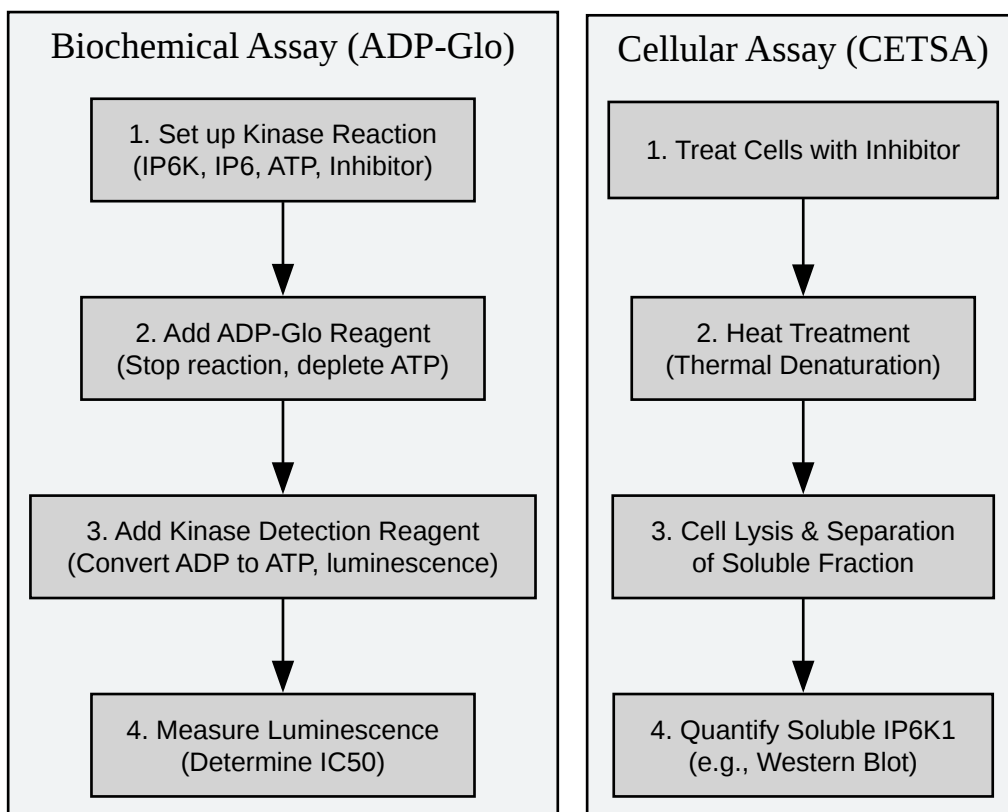 Biochemical Assay (ADP-Glo)
1. Set up Kinase Reaction
(IP6K, IP6, ATP, Inhibitor)
2. Add ADP-Glo Reagent
(Stop reaction, deplete ATP)
3. Add Kinase Detection Reagent
(Convert ADP to ATP, luminescence)
4. Measure Luminescence
(Determine IC50)
Cellular Assay (CETSA)
1. Treat Cells with Inhibitor
2. Heat Treatment
(Thermal Denaturation)
3. Cell Lysis & Separation
of Soluble Fraction
4. Quantify Soluble IP6K1
(e.g., Western Blot)